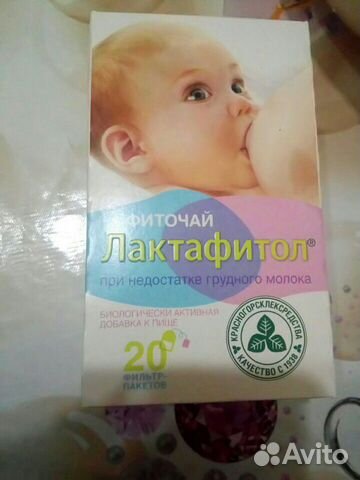 ФИТОЧАЙ
Лактафитол®
при недостатке грудного молока
БИОЛОГИЧЕСКИ АКТИВНАЯ
ДОБАВКА К ПИЩЕ
20
ФИЛЬТР-
ПАКЕТОВ
КРАСНОГОРСКЛЕКСРЕДСТВА
КАЧЕСТВО С 1938
Avito